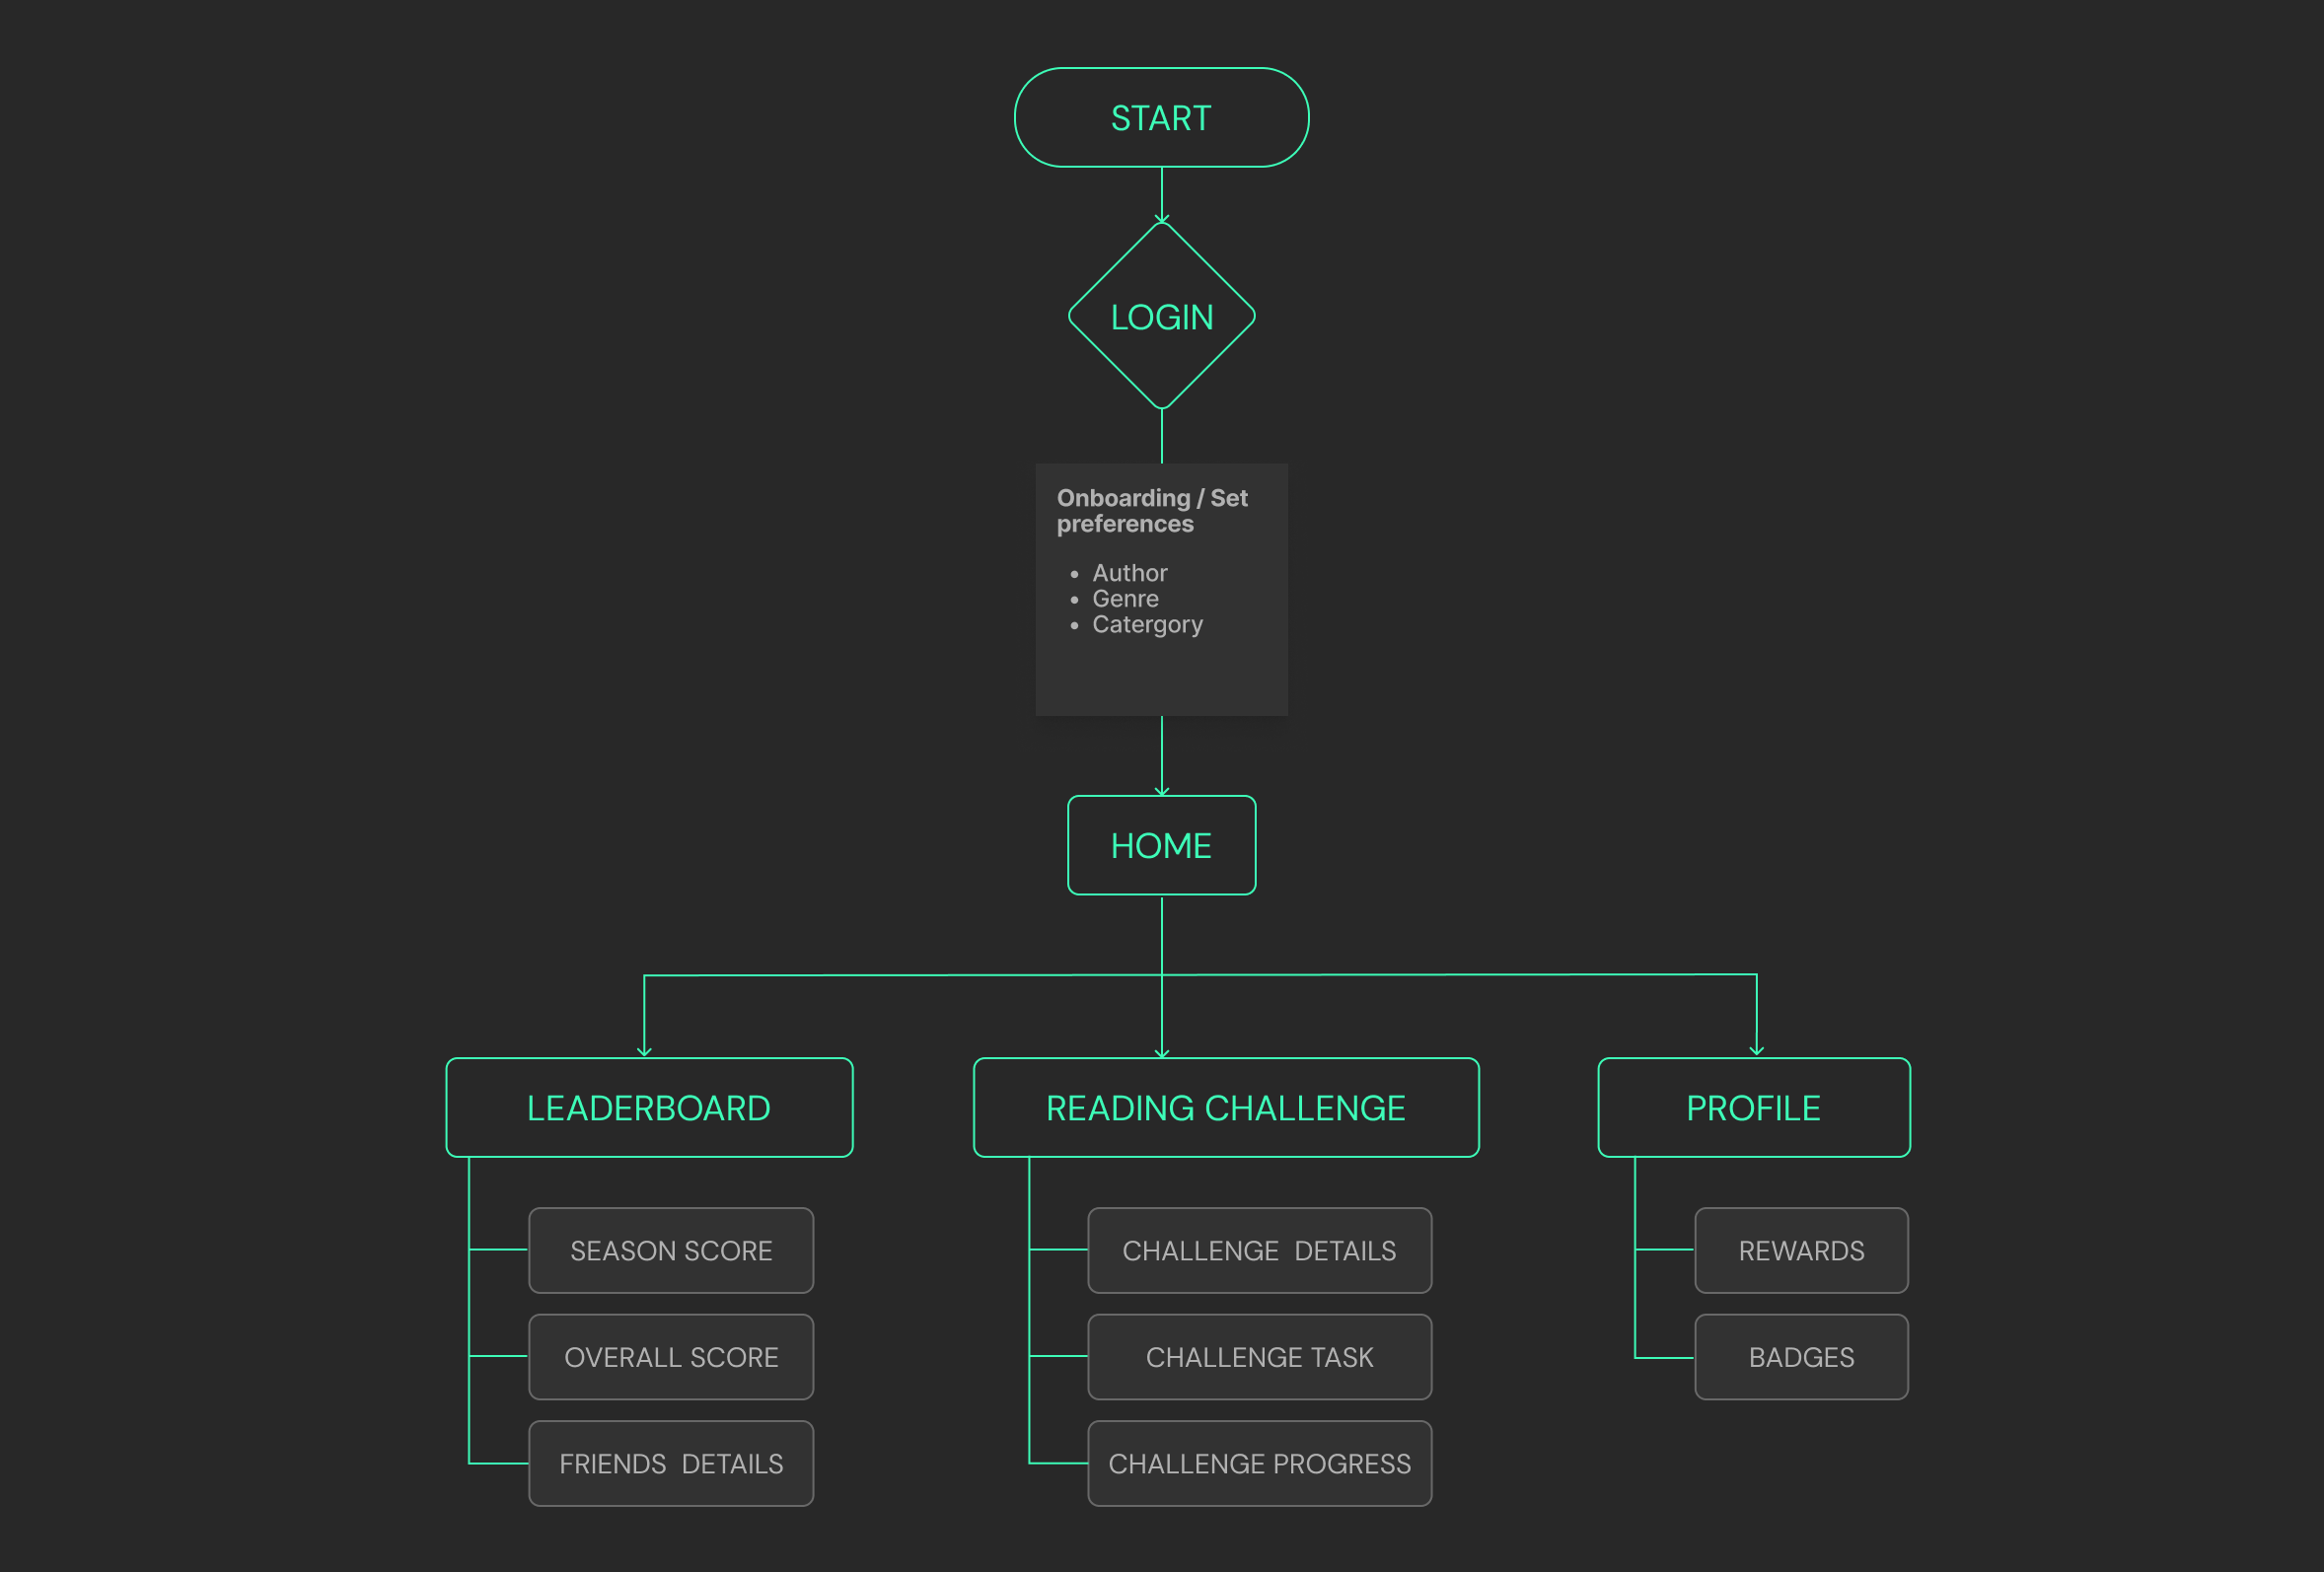 START
LOGIN
Onboarding / Set
preferences
• Author
• Genre
• Catergory
HOME
LEADERBOARD
READING CHALLENGE
PROFILE
SEASON SCORE
OVERALL SCORE
FRIENDS  DETAILS
CHALLENGE  DETAILS
CHALLENGE TASK
CHALLENGE PROGRESS
REWARDS
BADGES